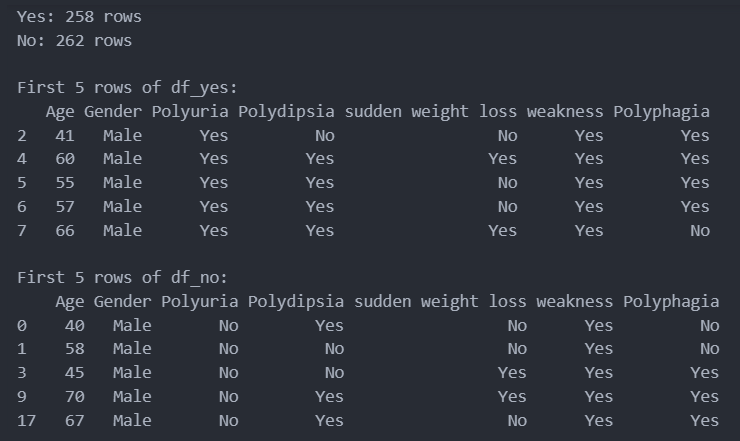 Yes: 258 rows
No: 262 rows
First 5 rows of df_yes:
Age Gender Polyuria Polydipsia sudden weight loss weakness Polyphagia
2 41 Male Yes No No Yes Yes
4 60 Male Yes Yes Yes Yes Yes
5 55 Male Yes Yes No Yes Yes
6 57 Male Yes Yes No Yes Yes
7 66 Male Yes Yes Yes Yes No
First 5 rows of df_no:
Age Gender Polyuria Polydipsia sudden weight loss weakness Polyphagia
0 40 Male No Yes No Yes No
1 58 Male No No No Yes No
3 45 Male No No Yes Yes Yes
9 70 Male No Yes Yes Yes Yes
17 67 Male No Yes No Yes Yes